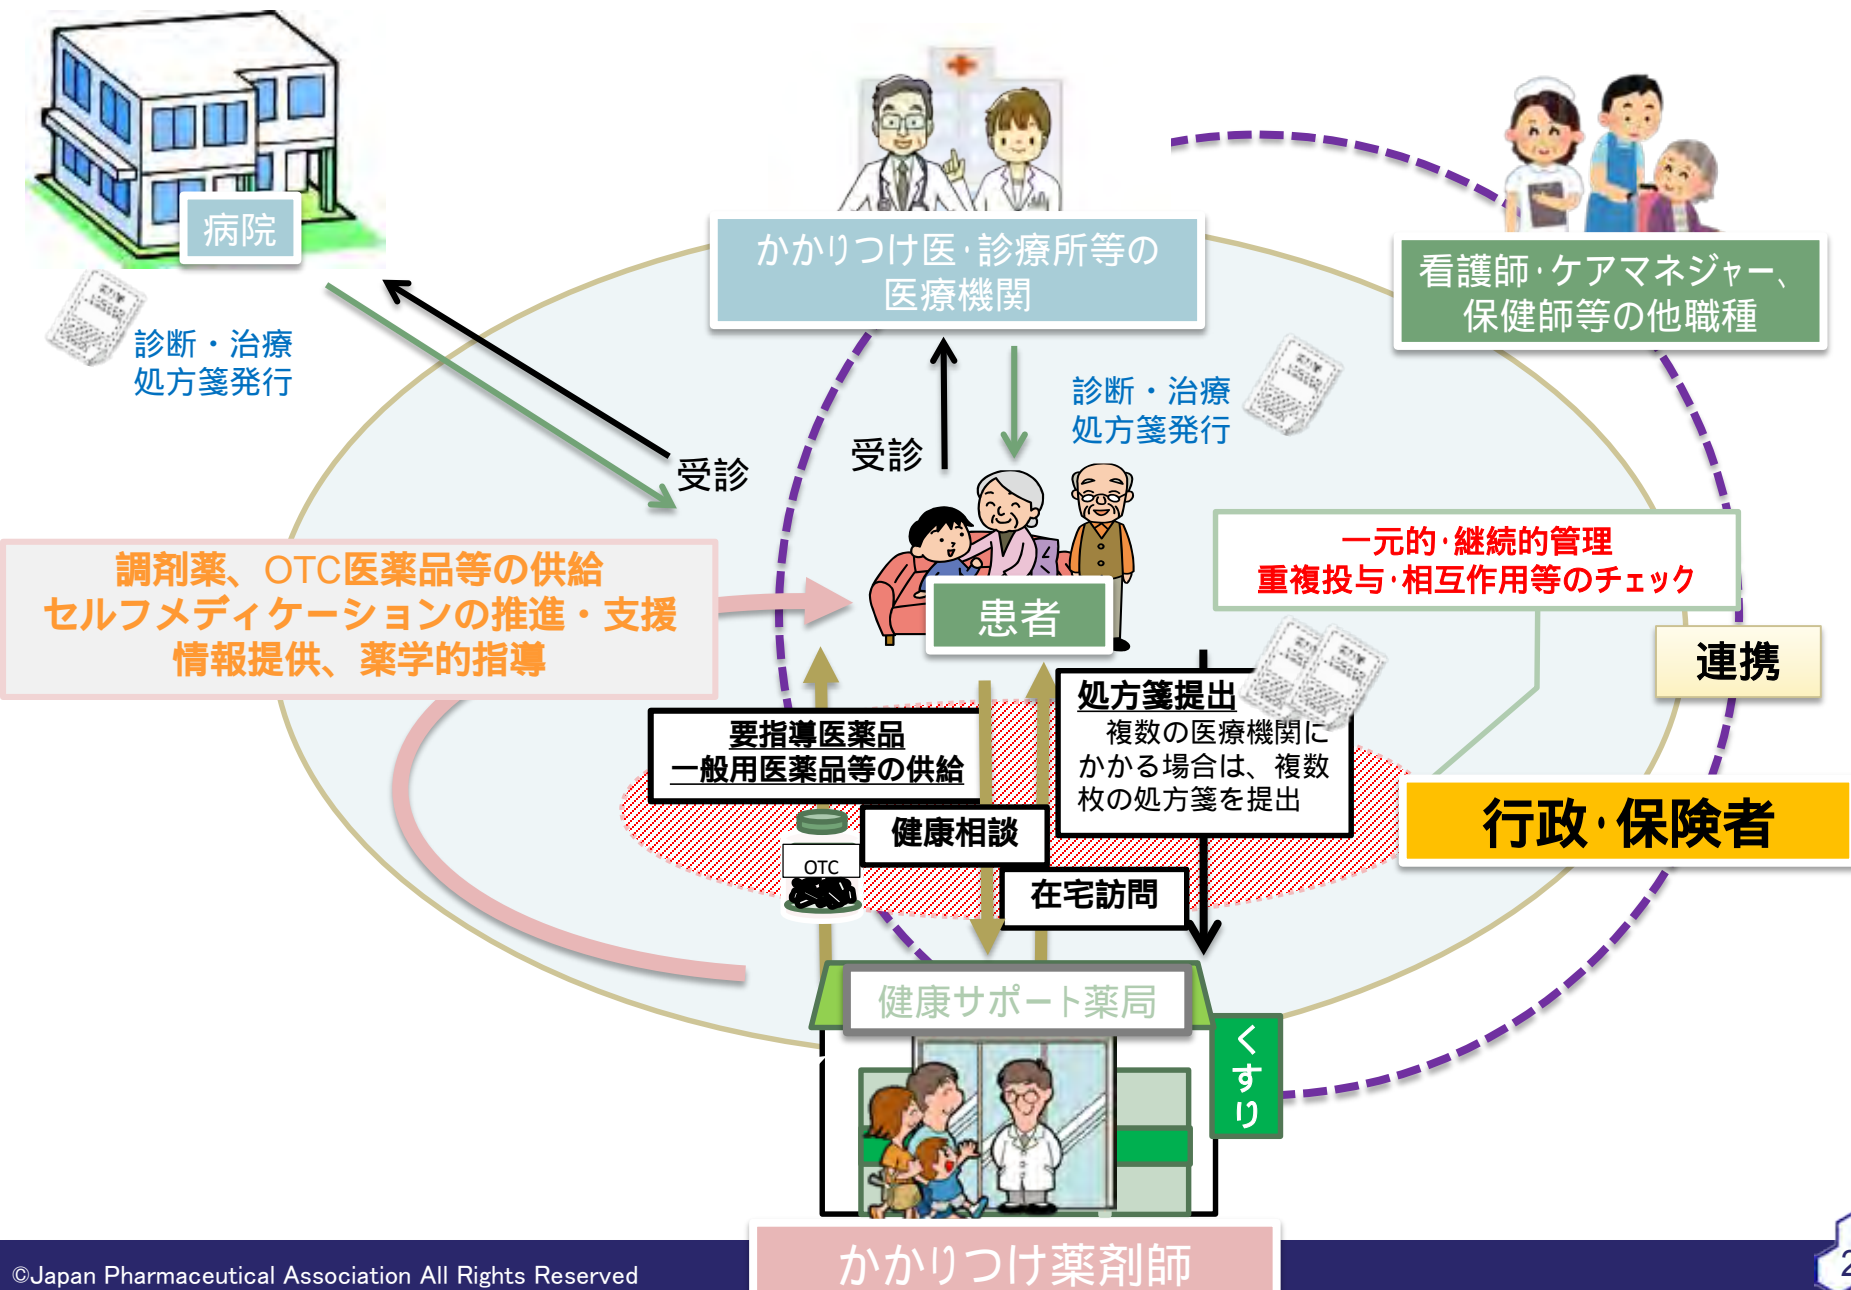 病院
かかりつけ医・診療所等の
医療機関
看護師・ケアマネジャー、
保健師等の他職種
診断・治療
処方箋発行
診断・治療
処方箋発行
受診
受診
一元的・継続的管理
重複投与・相互作用等のチェック
調剤薬、OTC医薬品等の供給
セルフメディケーションの推進・支援
情報提供、薬学的指導
患者
連携
処方箋提出
複数の医療機関に
かかる場合は、複数
枚の処方箋を提出
要指導医薬品
一般用医薬品等の供給
健康相談
行政・保険者
OTC
在宅訪問
健康サポート薬局
くすり
かかりつけ薬剤師
©Japan Pharmaceutical Association All Rights Reserved
2